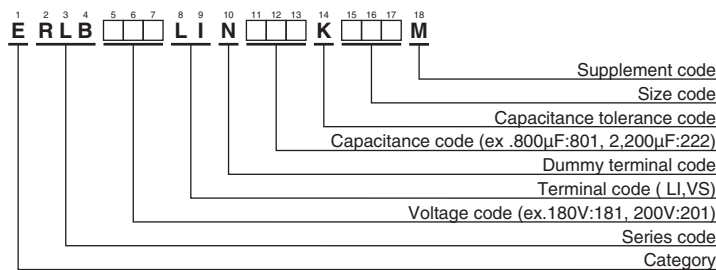 1 2 3 4 5 6 7 8 9 10 11 12 13 14 15 16 17 18
E R L B L I N K M
Supplement code
Size code
Capacitance tolerance code
Capacitance code (ex .800μF:801, 2,200μF:222)
Dummy terminal code
Terminal code ( LI,VS)
Voltage code (ex.180V:181, 200V:201)
Series code
Category